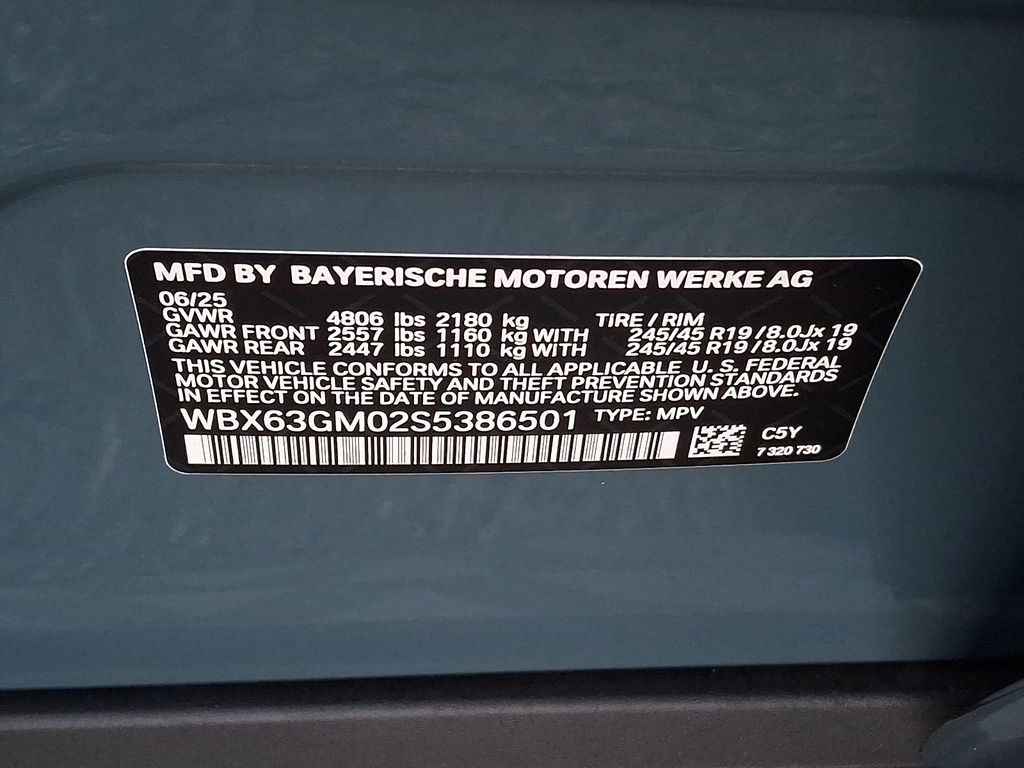 MFD BY BAYERISCHE MOTOREN WERKE AG
06/25
GVWR 4806 lbs 2180 kg TIRE / RIM
GAWR FRONT 2557 lbs 1160 kg WITH 245/45 R19 / 8.0Jx 19
GAWR REAR 2447 lbs 1110 kg WITH 245/45 R19 / 8.0Jx 19
THIS VEHICLE CONFORMS TO ALL APPLICABLE U. S. FEDERAL
MOTOR VEHICLE SAFETY AND THEFT PREVENTION STANDARDS
IN EFFECT ON THE DATE OF MANUFACTURE SHOWN ABOVE.
WBX63GM02S5386501 TYPE: MPV
C5Y
7 320 730